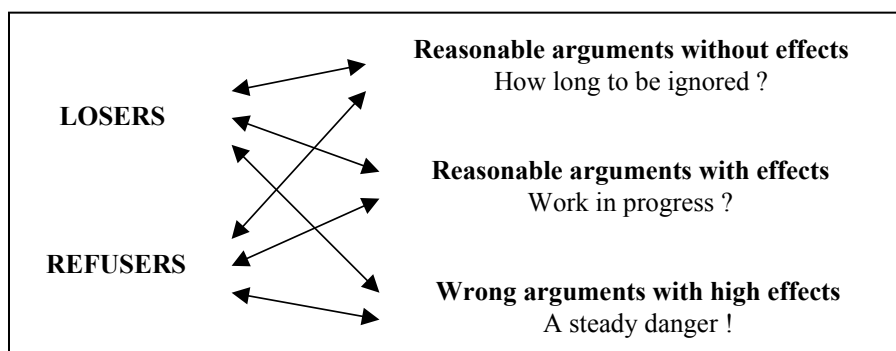 LOSERS
REFUSERS
Reasonable arguments without effects
How long to be ignored ?
Reasonable arguments with effects
Work in progress ?
Wrong arguments with high effects
A steady danger !